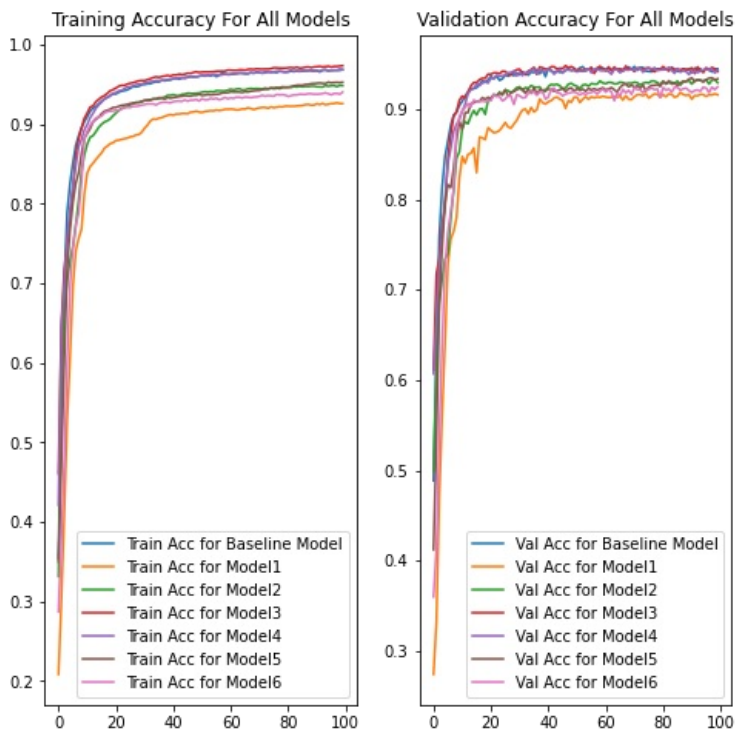 Training Accuracy For All Models
1.0
0.9
0.8
0.7
0.6
0.5
0.4
0.3
0.2
Train Acc for Baseline Model
Train Acc for Model1
Train Acc for Model2
Train Acc for Model3
Train Acc for Model4
Train Acc for Model5
Train Acc for Model6
0 20 40 60 80 100
Validation Accuracy For All Models
0.9
0.8
0.7
0.6
0.5
0.4
0.3
Val Acc for Baseline Model
Val Acc for Model1
Val Acc for Model2
Val Acc for Model3
Val Acc for Model4
Val Acc for Model5
Val Acc for Model6
0 20 40 60 80 100